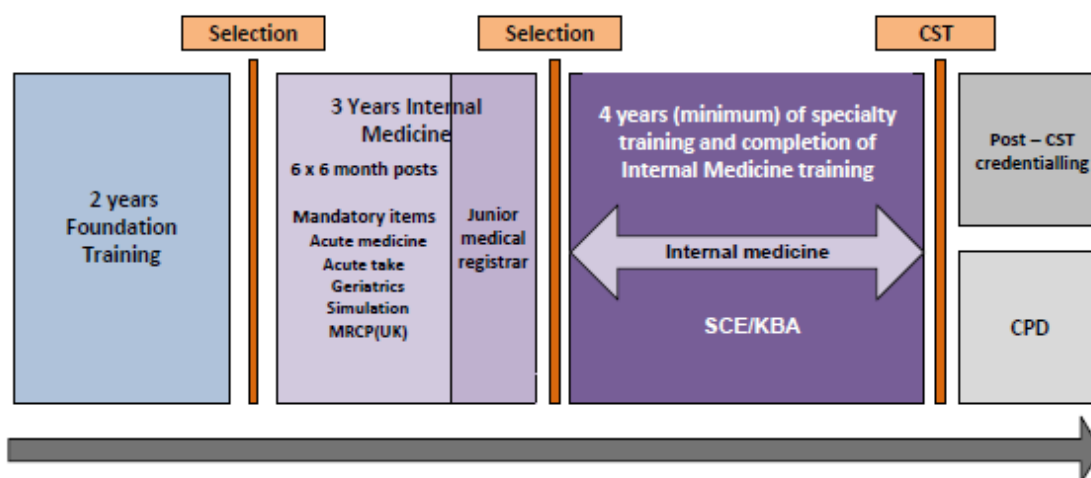 Selection
Selection
CST
2 years
Foundation
Training
3 Years Internal
Medicine
6 x 6 month posts
Mandatory items
Acute medicine
Acute take
Geriatrics
Simulation
MRCP(UK)
Junior
medical
registrar
4 years (minimum) of specialty
training and completion of
Internal Medicine training
Internal medicine
SCE/KBA
Post – CST
credentialling
CPD